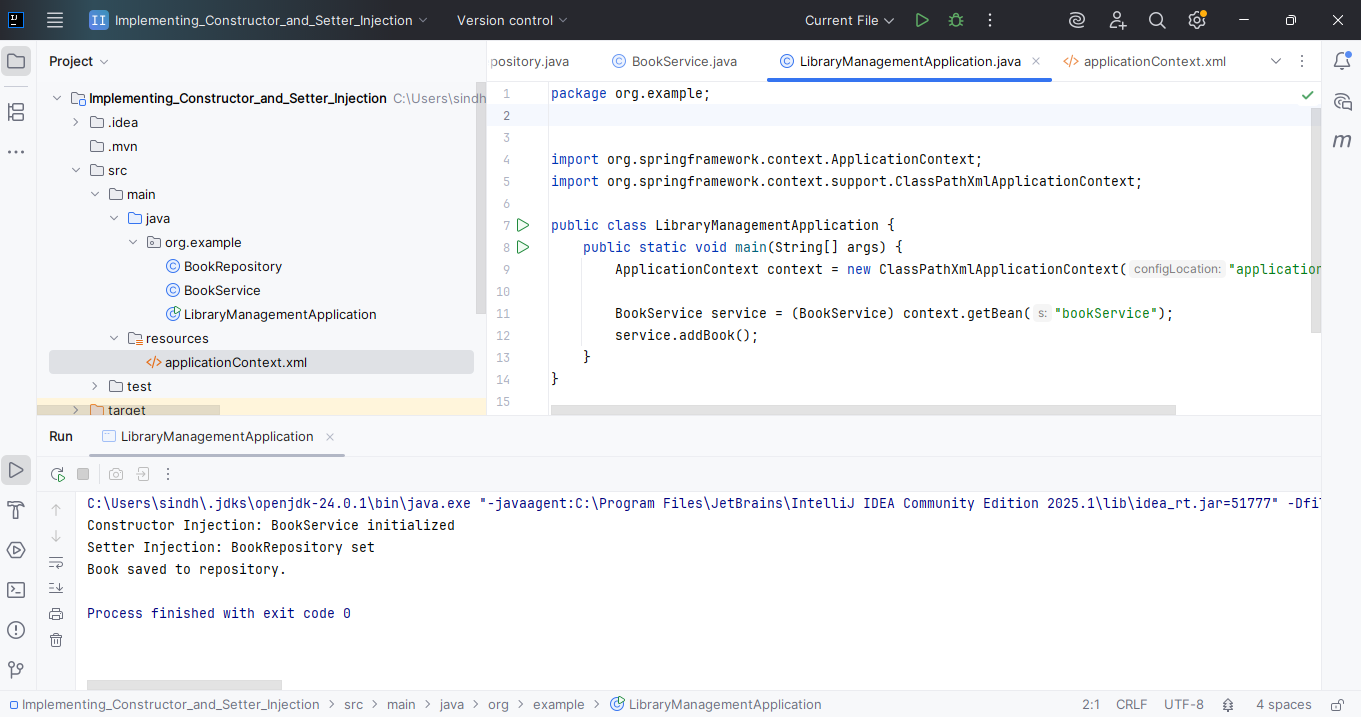 II Implementing_Constructor_and_Setter_Injection Version control Current File
Project
pository.java BookService.java LibraryManagementApplication.java applicationContext.xml
Implementing_Constructor_and_Setter_Injection C:\Users\sindh
.idea
.mvn
src
main
java
org.example
BookRepository
BookService
LibraryManagementApplication
resources
applicationContext.xml
test
target
1 package org.example;
2
3
4 import org.springframework.context.ApplicationContext;
5 import org.springframework.context.support.ClassPathXmlApplicationContext;
6
7 public class LibraryManagementApplication {
8 public static void main(String[] args) {
9 ApplicationContext context = new ClassPathXmlApplicationContext( configLocation: "application
10
11 BookService service = (BookService) context.getBean( s: "bookService");
12 service.addBook();
13 }
14 }
15
Run LibraryManagementApplication
C:\Users\sindh\.jdks\openjdk-24.0.1\bin\java.exe "-javaagent:C:\Program Files\JetBrains\IntelliJ IDEA Community Edition 2025.1\lib\idea_rt.jar=51777" -Dfil
Constructor Injection: BookService initialized
Setter Injection: BookRepository set
Book saved to repository.
Process finished with exit code 0
Implementing_Constructor_and_Setter_Injection > src > main > java > org > example > LibraryManagementApplication 2:1 CRLF UTF-8 4 spaces